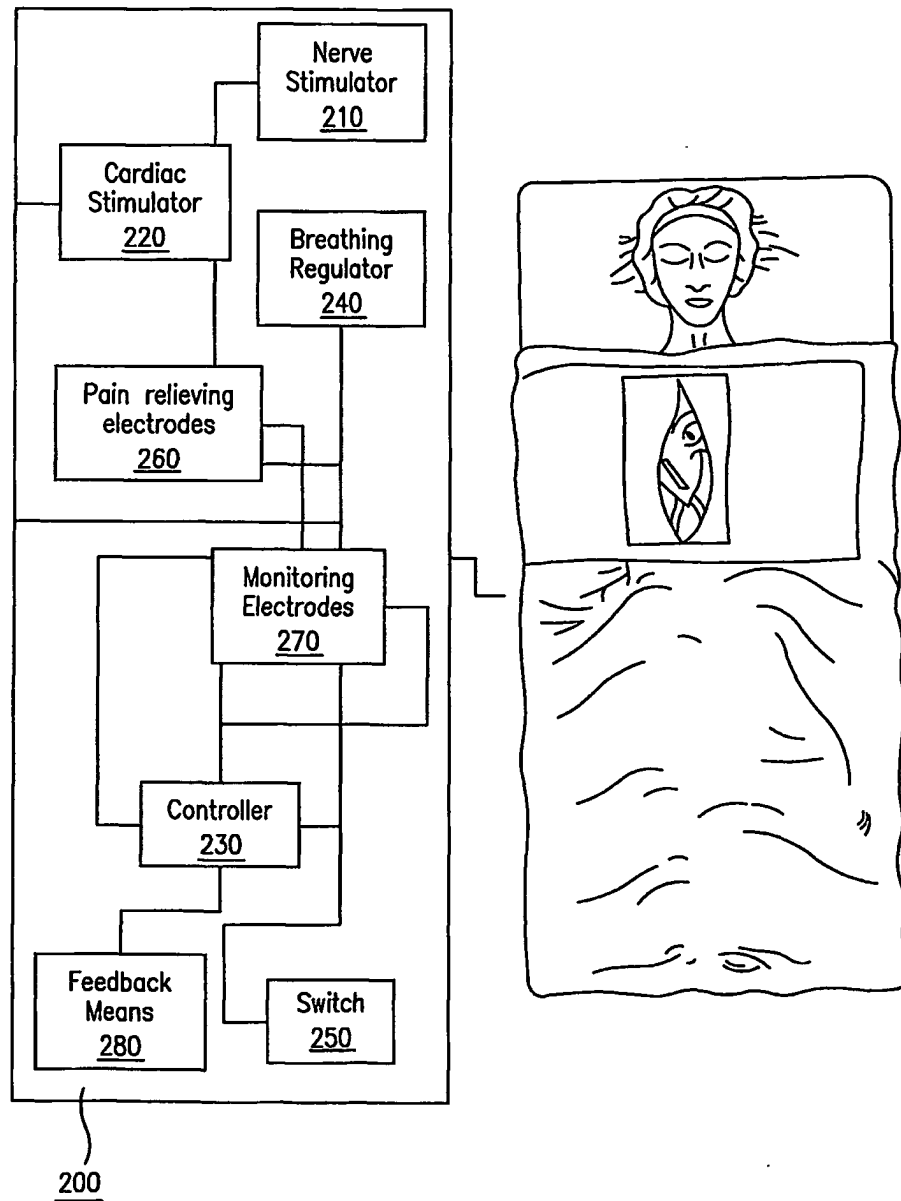 Nerve
Stimulator
210
Cardiac
Stimulator
220
Breathing
Regulator
240
Pain relieving
electrodes
260
Monitoring
Electrodes
270
Controller
230
Feedback
Means
280
Switch
250
200